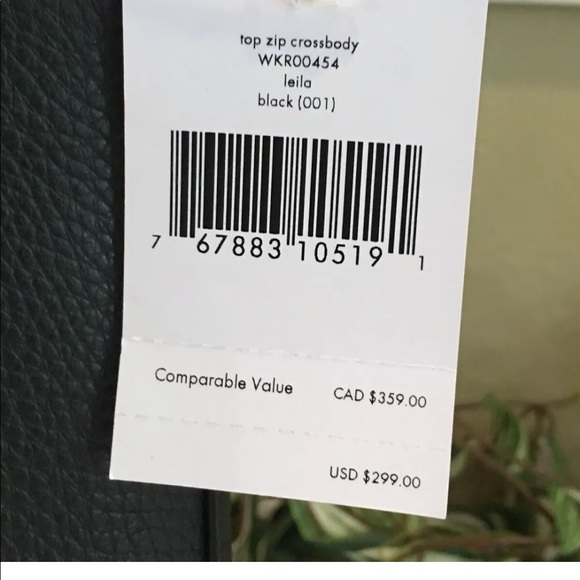 top zip crossbody
WKR00454
leila
black (001)
7 67883 10519 1
Comparable Value CAD $359.00
USD $299.00